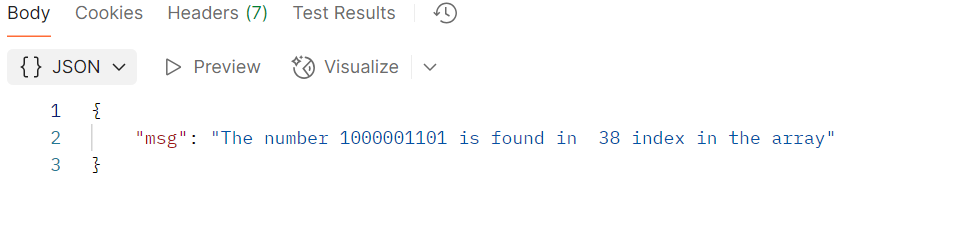 Body Cookies Headers (7) Test Results
{} JSON Preview Visualize
1 {
2 "msg": "The number 1000001101 is found in  38 index in the array"
3 }